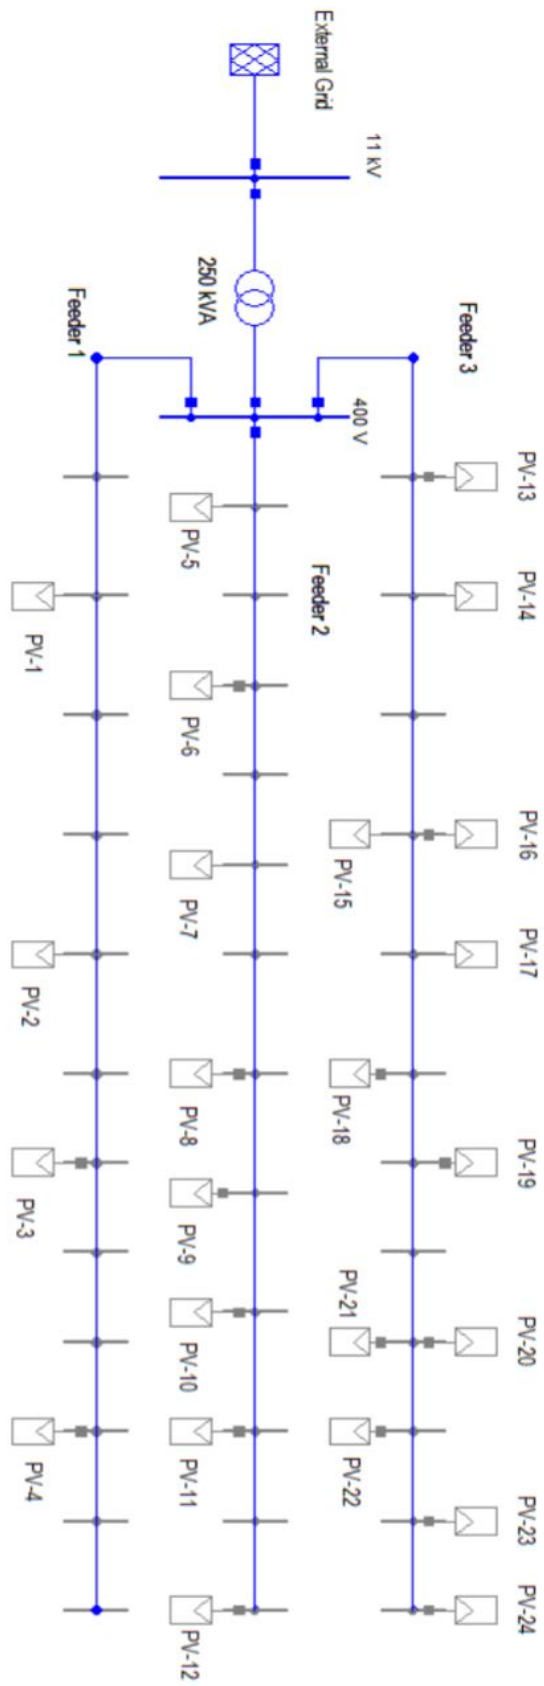 External Grid
11 kV
250 kVA
400 V
Feeder 3
PV-13
PV-14
PV-16
PV-15
PV-17
PV-18
PV-19
PV-21
PV-20
PV-22
PV-23
PV-24
Feeder 2
PV-5
PV-6
PV-7
PV-8
PV-9
PV-10
PV-11
PV-12
Feeder 1
PV-1
PV-2
PV-3
PV-4